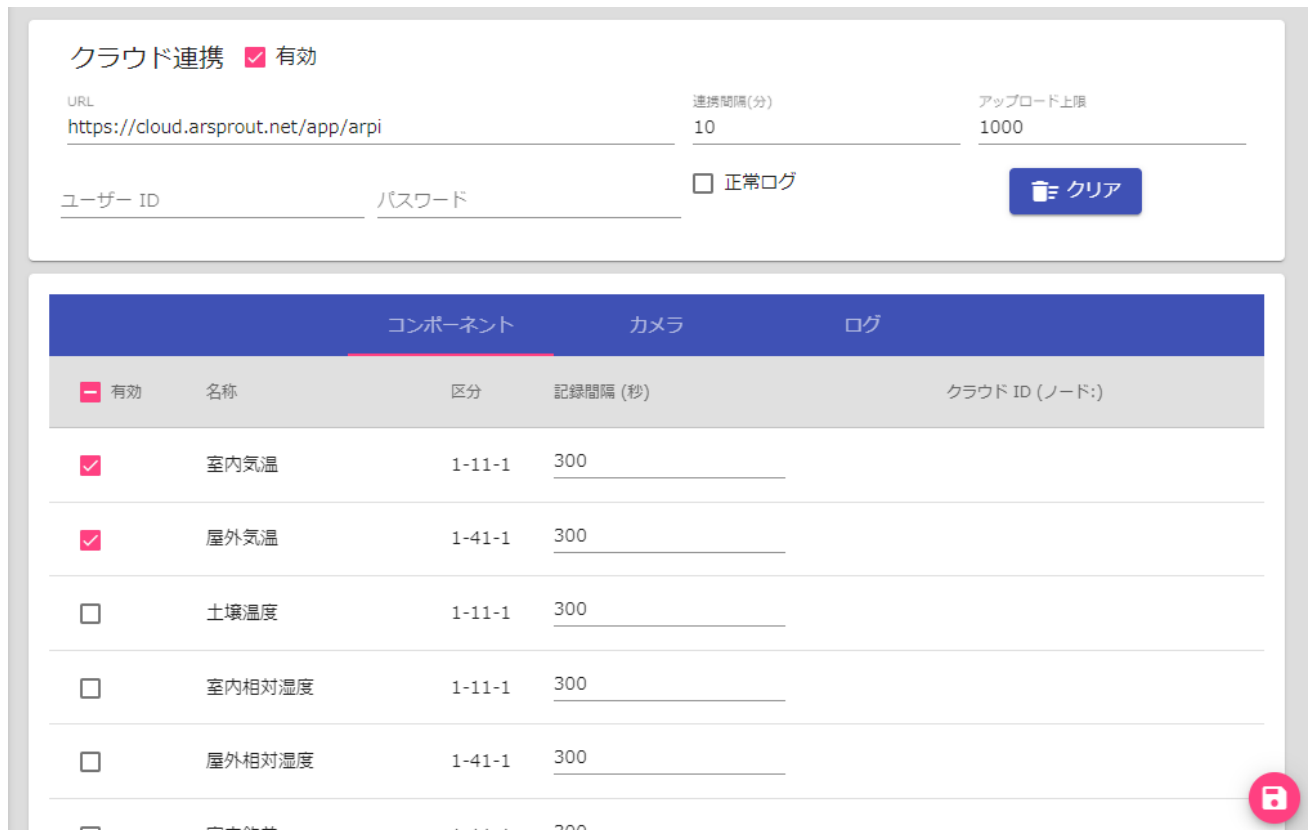 クラウド連携 有効
URL 連携間隔(分) アップロード上限
https://cloud.arsprout.net/app/arpi 10 1000
ユーザー ID パスワード 正常ログ クリア
コンポーネント カメラ ログ
有効 名称 区分 記録間隔 (秒) クラウド ID (ノード:)
室内気温 1-11-1 300
屋外気温 1-41-1 300
土壌温度 1-11-1 300
室内相対湿度 1-11-1 300
屋外相対湿度 1-41-1 300
300